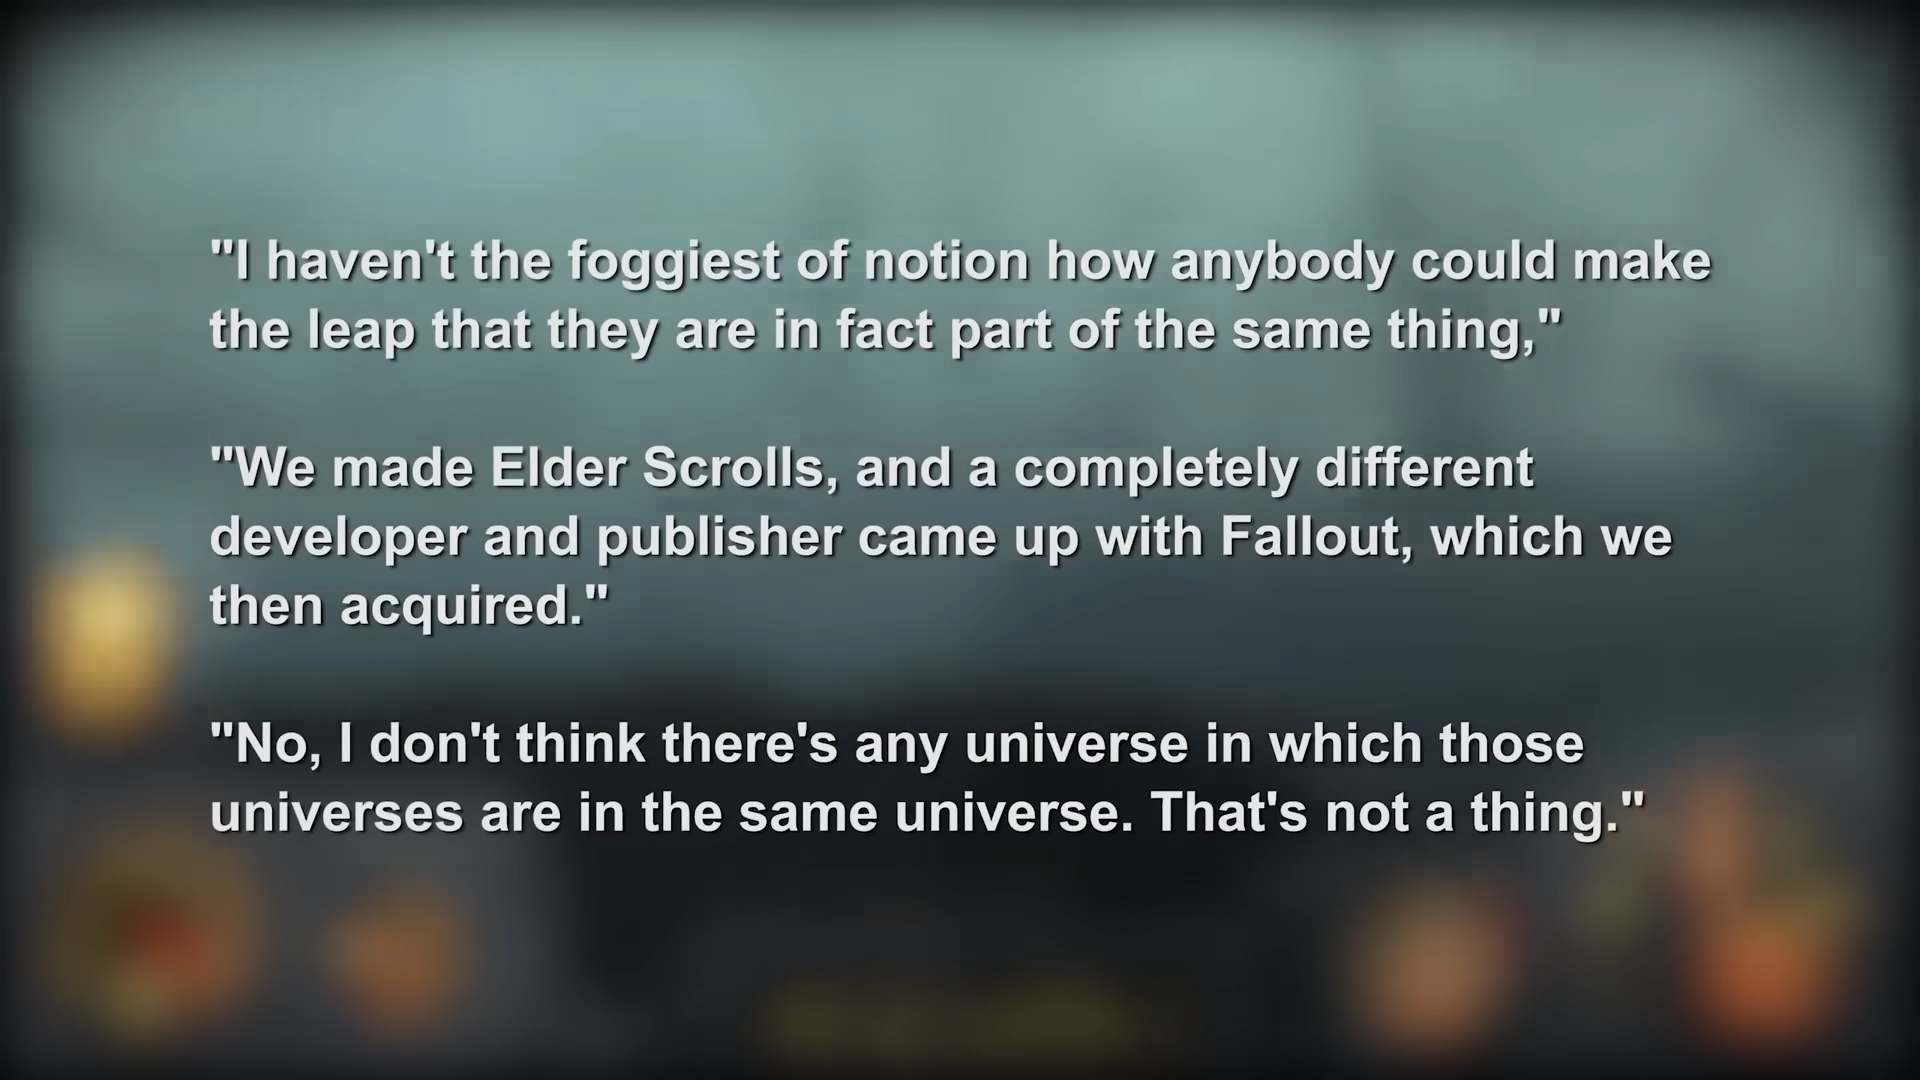 "I haven't the foggiest of notion how anybody could make
the leap that they are in fact part of the same thing,"
"We made Elder Scrolls, and a completely different
developer and publisher came up with Fallout, which we
then acquired."
"No, I don't think there's any universe in which those
universes are in the same universe. That's not a thing."